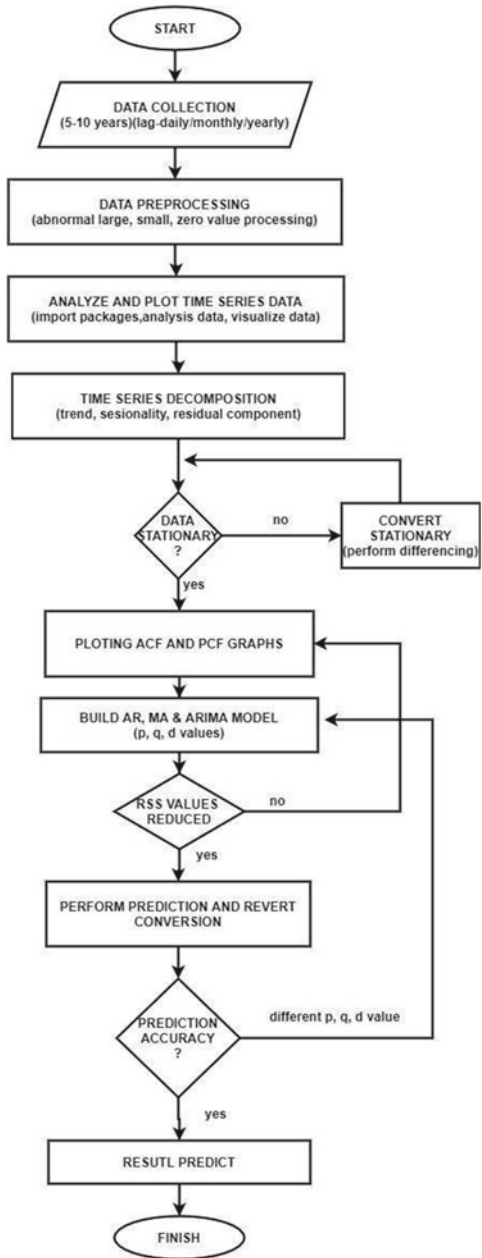 START
DATA COLLECTION
(5-10 years)(lag-daily/monthly/yearly)
DATA PREPROCESSING
(abnormal large, small, zero value processing)
ANALYZE AND PLOT TIME SERIES DATA
(import packages,analysis data, visualize data)
TIME SERIES DECOMPOSITION
(trend, sesionality, residual component)
DATA
STATIONARY
?
no
CONVERT
STATIONARY
(perform differencing)
yes
PLOTING ACF AND PCF GRAPHS
BUILD AR, MA & ARIMA MODEL
(p, q, d values)
RSS VALUES
REDUCED
no
yes
PERFORM PREDICTION AND REVERT
CONVERSION
PREDICTION
ACCURACY
?
different p, q, d value
yes
RESUTL PREDICT
FINISH